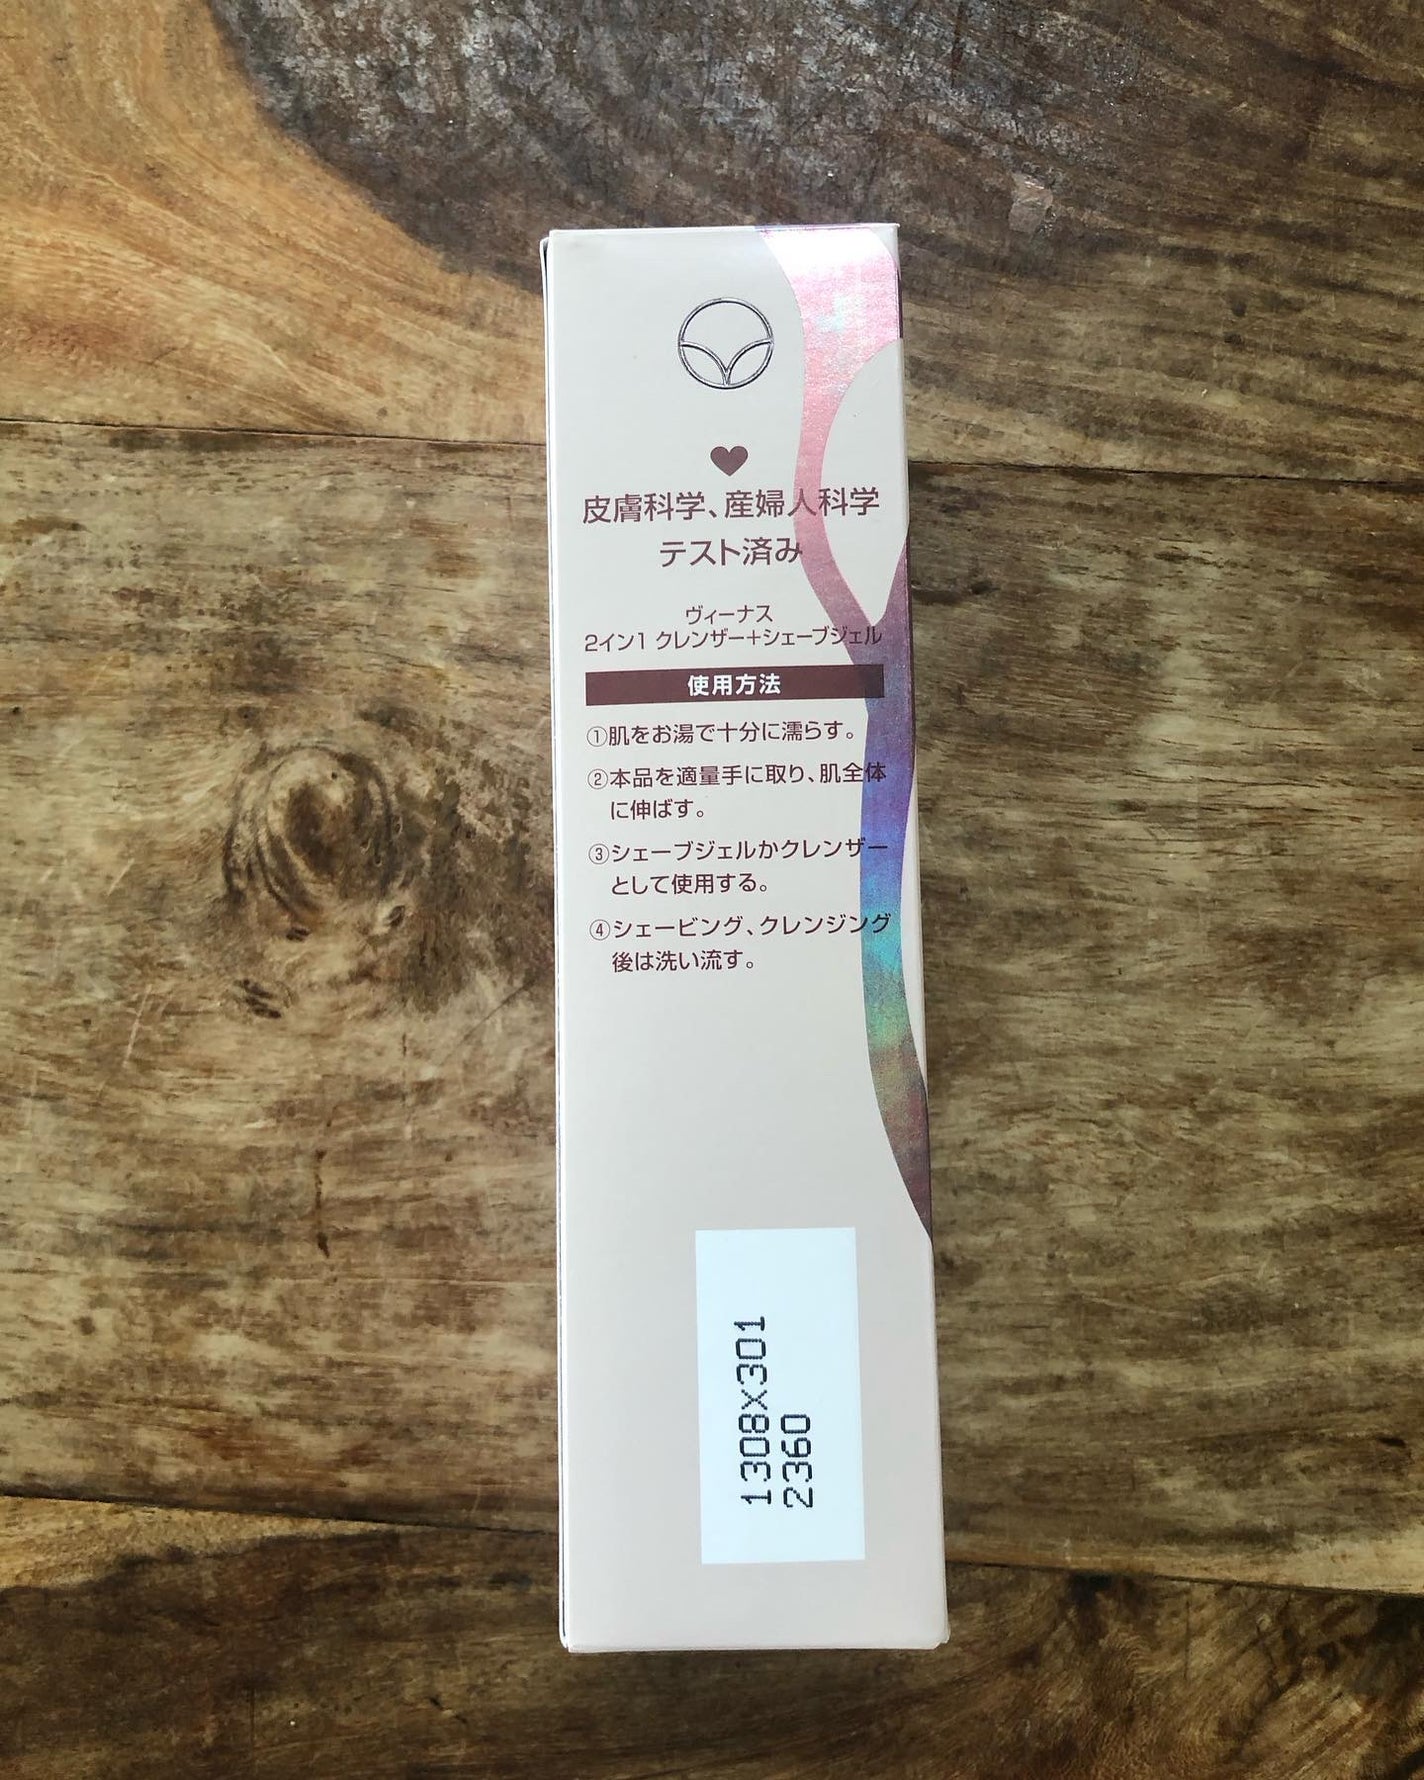 皮膚科学、産婦人科学
テスト済み
ヴィーナス
2イン1 クレンザー+シェーブジェル
使用方法
①肌をお湯で十分に濡らす。
②本品を適量手に取り、肌全体
に伸ばす。
③シェーブジェルかクレンザー
として使用する。
④シェービング、クレンジング
後は洗い流す。
1308x301
2360